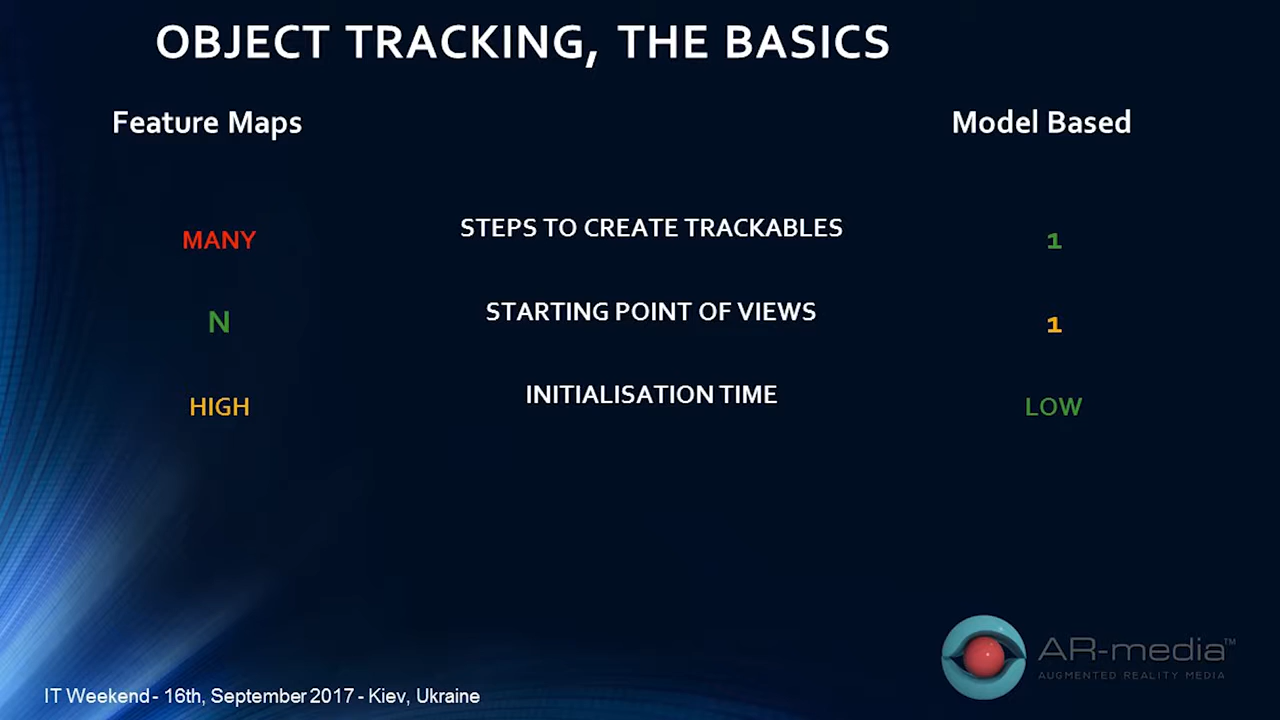 OBJECT TRACKING, THE BASICS
Feature Maps
Model Based
MANY
STEPS TO CREATE TRACKABLES
1
N
STARTING POINT OF VIEWS
1
HIGH
INITIALISATION TIME
LOW
AR-media™
AUGMENTED REALITY MEDIA
IT Weekend - 16th, September 2017 - Kiev, Ukraine